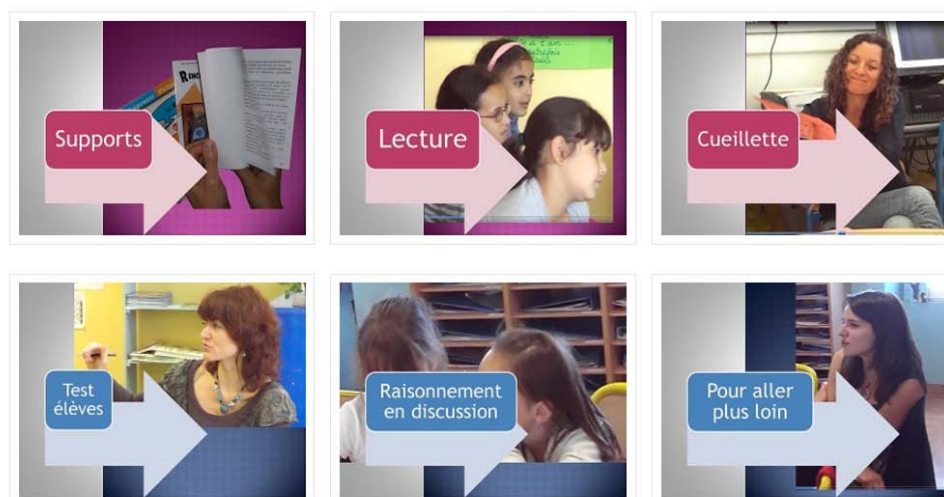 Supports
Lecture
Cueillette
Test
élèves
Raisonnement
en discussion
Pour aller
plus loin